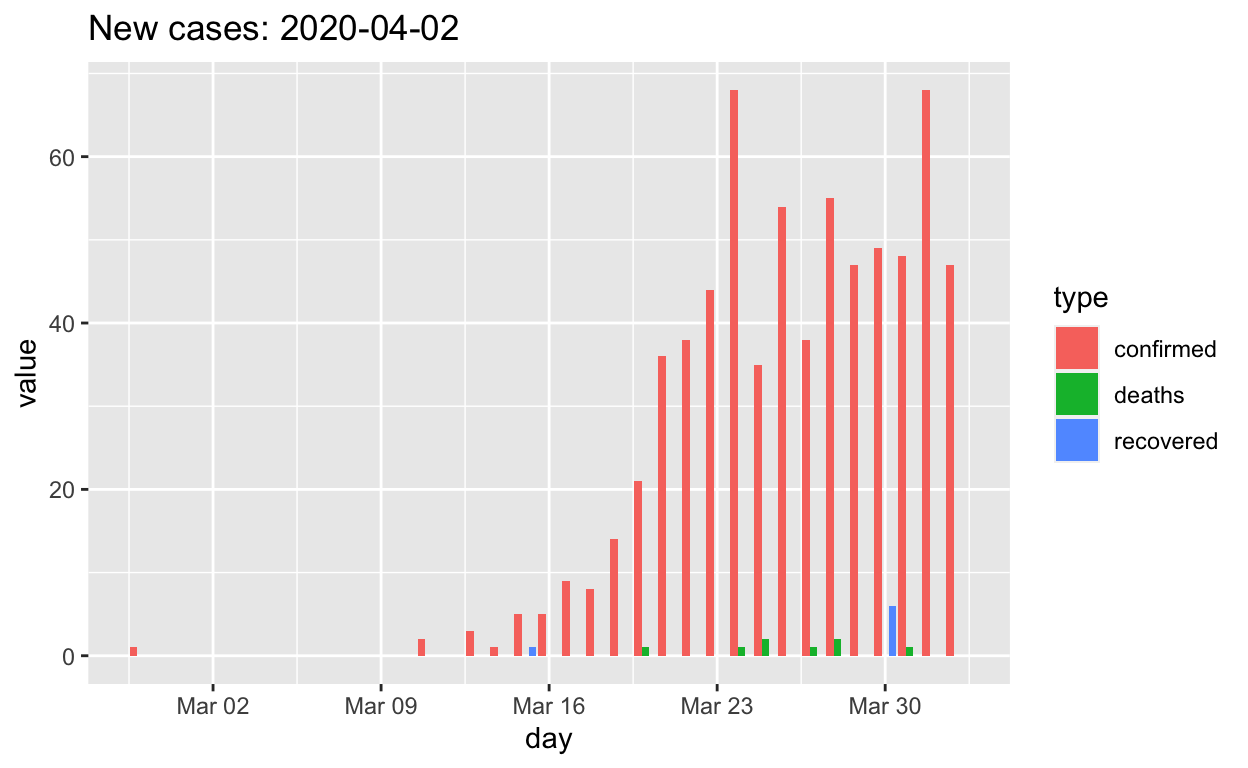 New cases: 2020-04-02
value
60
40
20
0
Mar 02
Mar 09
Mar 16
Mar 23
Mar 30
day
type
confirmed
deaths
recovered